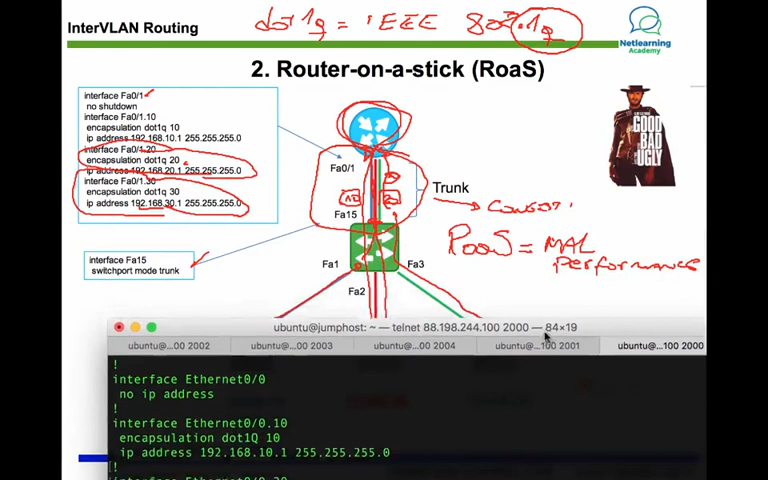 InterVLAN Routing
dot1q = IEEE 802.1q
Netlearning
Academy
2. Router-on-a-stick (RoaS)
interface Fa0/1
no shutdown
interface Fa0/1.10
encapsulation dot1q 10
ip address 192.168.10.1 255.255.255.0
interface Fa0/1.20
encapsulation dot1q 20
ip address 192.168.20.1 255.255.255.0
interface Fa0/1.30
encapsulation dot1q 30
ip address 192.168.30.1 255.255.255.0
THE
GOOD
BAD
UGLY
Fa0/1
Trunk
10
Fa15
RoaS = MAL
PERFORMANCE
interface Fa15
switchport mode trunk
Fa1
Fa3
Fa2
ubuntu@jumphost: ~ — telnet 88.198.244.100 2000 — 84×19
ubuntu@...00 2002
ubuntu@...00 2003
ubuntu@...00 2004
ubuntu@...100 2001
ubuntu@...100 2000
!
interface Ethernet0/0
no ip address
!
interface Ethernet0/0.10
encapsulation dot1Q 10
ip address 192.168.10.1 255.255.255.0
!